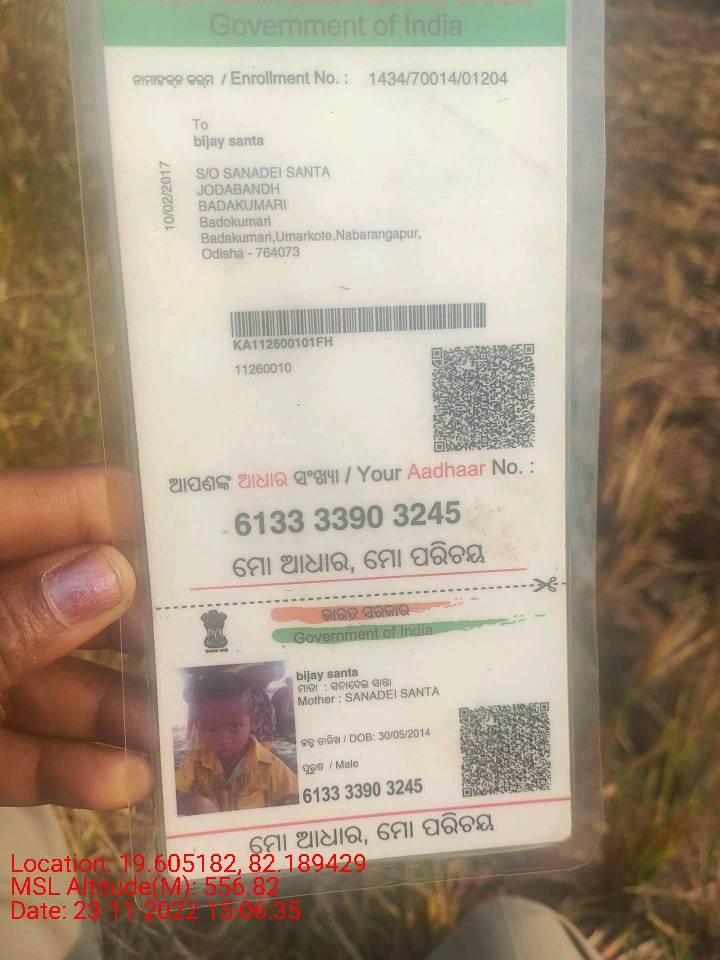 Government of India
ନାମାଙ୍କନ କ୍ରମ / Enrollment No. : 1434/70014/01204
To
bijay santa
10/02/2017
S/O SANADEI SANTA
JODABANDH
BADAKUMARI
Badokumari
Badakumari,Umarkote,Nabarangapur,
Odisha - 764073
KA112600101FH
11260010
ଆପଣଙ୍କ ଆଧାର ସଂଖ୍ୟା / Your Aadhaar No. :
6133 3390 3245
ମୋ ଆଧାର, ମୋ ପରିଚୟ
ଭାରତ ସରକାର
Government of India
bijay santa
ମାତା : ସନାଦେଇ ସାନ୍ତା
Mother : SANADEI SANTA
ଜନ୍ମ ତାରିଖ / DOB: 30/05/2014
ପୁରୁଷ / Male
6133 3390 3245
ମୋ ଆଧାର, ମୋ ପରିଚୟ
Location: 19.605182, 82.189429
MSL Altitude(M): 556.82
Date: 23-11-2022 15.06.35